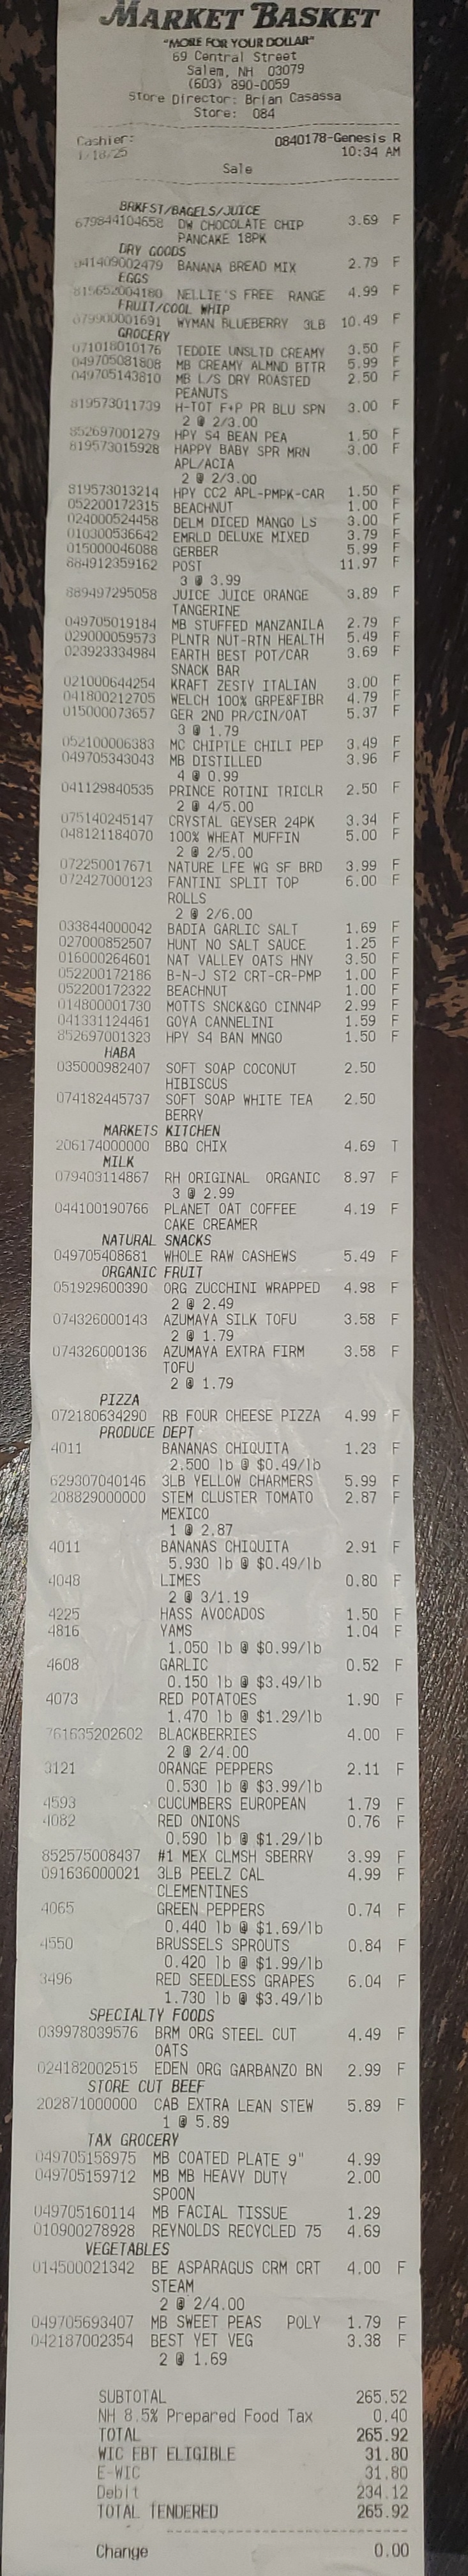 MARKET BASKET
"MORE FOR YOUR DOLLAR"
69 Central Street
Salem, NH 03079
(603) 890-0059
Store Director: Brian Casassa
Store: 084
Cashier: 0840178-Genesis R
1/18/25 10:34 AM
Sale
BRKFST/BAGELS/JUICE
679844104658 DW CHOCOLATE CHIP 3.69 F
PANCAKE 18PK
DRY GOODS
041409002479 BANANA BREAD MIX 2.79 F
EGGS
815652004180 NELLIE'S FREE RANGE 4.99 F
FRUIT/COOL WHIP
079900001691 WYMAN BLUEBERRY 3LB 10.49 F
GROCERY
071018010176 TEDDIE UNSLTD CREAMY 3.50 F
049705081808 MB CREAMY ALMND BTTR 5.99 F
049705143810 MB L/S DRY ROASTED 2.50 F
PEANUTS
819573011739 H-TOT F+P PR BLU SPN 3.00 F
2 @ 2/3.00
852697001279 HPY S4 BEAN PEA 1.50 F
819573015928 HAPPY BABY SPR MRN 3.00 F
APL/ACIA
2 @ 2/3.00
819573013214 HPY CC2 APL-PMPK-CAR 1.50 F
052200172315 BEACHNUT 1.00 F
024000524458 DELM DICED MANGO LS 3.00 F
010300536642 EMRLD DELUXE MIXED 3.79 F
015000046088 GERBER 5.99 F
884912359162 POST 11.97 F
3 @ 3.99
889497295058 JUICE JUICE ORANGE 3.89 F
TANGERINE
049705019184 MB STUFFED MANZANILA 2.79 F
029000059573 PLNTR NUT-RTN HEALTH 5.49 F
023923334984 EARTH BEST POT/CAR 3.69 F
SNACK BAR
021000644254 KRAFT ZESTY ITALIAN 3.00 F
041800212705 WELCH 100% GRPE&FIBR 4.79 F
015000073657 GER 2ND PR/CIN/OAT 5.37 F
3 @ 1.79
052100006383 MC CHIPTLE CHILI PEP 3.49 F
049705343043 MB DISTILLED 3.96 F
4 @ 0.99
041129840535 PRINCE ROTINI TRICLR 2.50 F
2 @ 4/5.00
075140245147 CRYSTAL GEYSER 24PK 3.34 F
048121184070 100% WHEAT MUFFIN 5.00 F
2 @ 2/5.00
072250017671 NATURE LFE WG SF BRD 3.99 F
072427000123 FANTINI SPLIT TOP 6.00 F
ROLLS
2 @ 2/6.00
033844000042 BADIA GARLIC SALT 1.69 F
027000852507 HUNT NO SALT SAUCE 1.25 F
016000264601 NAT VALLEY OATS HNY 3.50 F
052200172186 B-N-J ST2 CRT-CR-PMP 1.00 F
052200172322 BEACHNUT 1.00 F
014800001730 MOTTS SNCK&GO CINN4P 2.99 F
041331124461 GOYA CANNELINI 1.59 F
852697001323 HPY S4 BAN MNGO 1.50 F
HABA
035000982407 SOFT SOAP COCONUT 2.50
HIBISCUS
074182445737 SOFT SOAP WHITE TEA 2.50
BERRY
MARKETS KITCHEN
206174000000 BBQ CHIX 4.69 T
MILK
079403114867 RH ORIGINAL ORGANIC 8.97 F
3 @ 2.99
044100190766 PLANET OAT COFFEE 4.19 F
CAKE CREAMER
NATURAL SNACKS
049705408681 WHOLE RAW CASHEWS 5.49 F
ORGANIC FRUIT
051929600390 ORG ZUCCHINI WRAPPED 4.98 F
2 @ 2.49
074326000143 AZUMAYA SILK TOFU 3.58 F
2 @ 1.79
074326000136 AZUMAYA EXTRA FIRM 3.58 F
TOFU
2 @ 1.79
PIZZA
072180634290 RB FOUR CHEESE PIZZA 4.99 F
PRODUCE DEPT
4011 BANANAS CHIQUITA 1.23 F
2.500 lb @ $0.49/lb
629307040146 3LB YELLOW CHARMERS 5.99 F
208829000000 STEM CLUSTER TOMATO 2.87 F
MEXICO
1 @ 2.87
4011 BANANAS CHIQUITA 2.91 F
5.930 lb @ $0.49/lb
4048 LIMES 0.80 F
2 @ 3/1.19
4225 HASS AVOCADOS 1.50 F
4816 YAMS 1.04 F
1.050 lb @ $0.99/lb
4608 GARLIC 0.52 F
0.150 lb @ $3.49/lb
4073 RED POTATOES 1.90 F
1.470 lb @ $1.29/lb
761635202602 BLACKBERRIES 4.00 F
2 @ 2/4.00
3121 ORANGE PEPPERS 2.11 F
0.530 lb @ $3.99/lb
4593 CUCUMBERS EUROPEAN 1.79 F
4082 RED ONIONS 0.76 F
0.590 lb @ $1.29/lb
852575008437 #1 MEX CLMSH SBERRY 3.99 F
091636000021 3LB PEELZ CAL 4.99 F
CLEMENTINES
4065 GREEN PEPPERS 0.74 F
0.440 lb @ $1.69/lb
4550 BRUSSELS SPROUTS 0.84 F
0.420 lb @ $1.99/lb
3496 RED SEEDLESS GRAPES 6.04 F
1.730 lb @ $3.49/lb
SPECIALTY FOODS
039978039576 BRM ORG STEEL CUT 4.49 F
OATS
024182002515 EDEN ORG GARBANZO BN 2.99 F
STORE CUT BEEF
202871000000 CAB EXTRA LEAN STEW 5.89 F
1 @ 5.89
TAX GROCERY
049705158975 MB COATED PLATE 9" 4.99
049705159712 MB MB HEAVY DUTY 2.00
SPOON
049705160114 MB FACIAL TISSUE 1.29
010900278928 REYNOLDS RECYCLED 75 4.69
VEGETABLES
014500021342 BE ASPARAGUS CRM CRT 4.00 F
STEAM
2 @ 2/4.00
049705693407 MB SWEET PEAS POLY 1.79 F
042187002354 BEST YET VEG 3.38 F
2 @ 1.69
SUBTOTAL 265.52
NH 8.5% Prepared Food Tax 0.40
TOTAL 265.92
WIC EBT ELIGIBLE 31.80
E-WIC 31.80
Debit 234.12
TOTAL TENDERED 265.92
Change 0.00